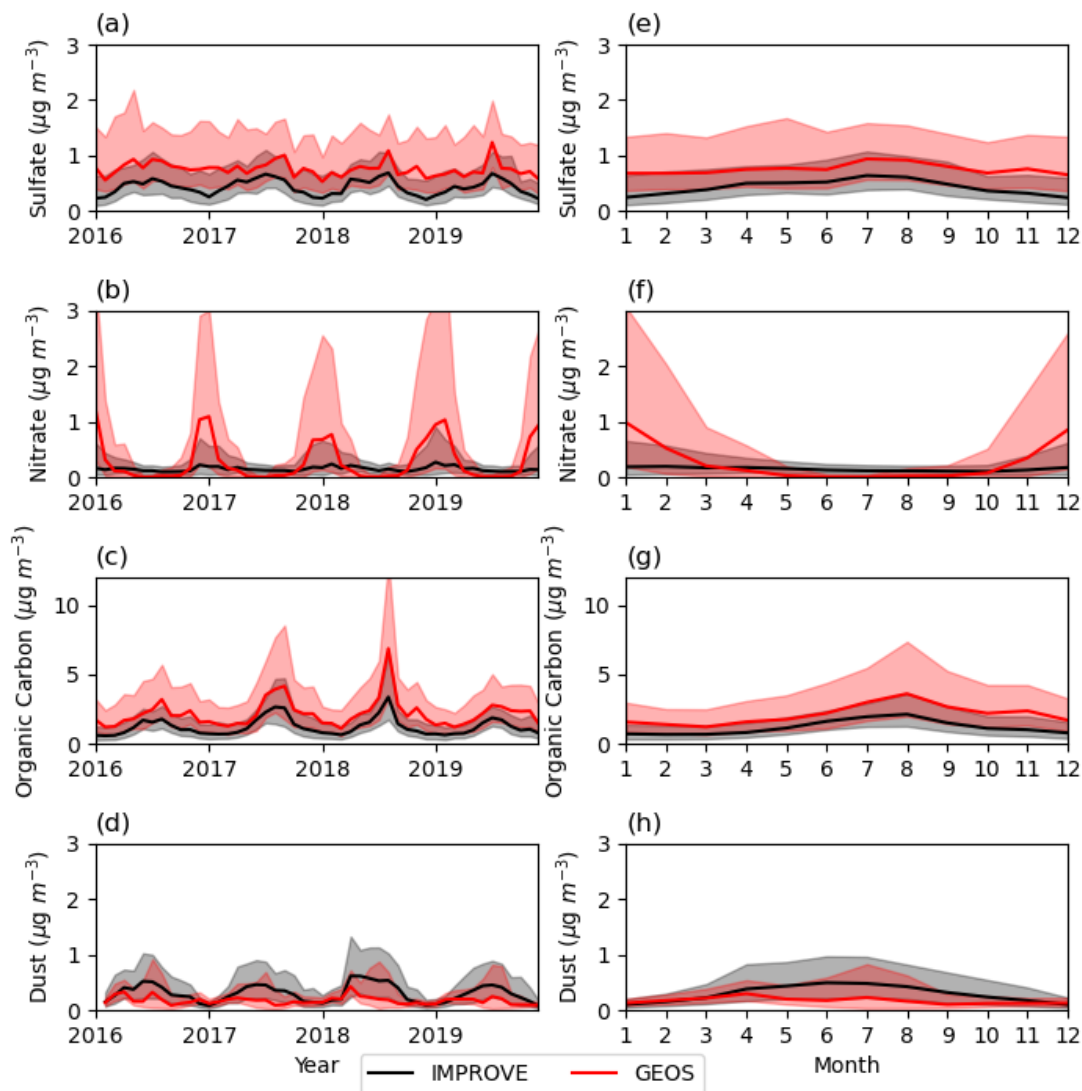 (a)
Sulfate (μg m⁻³)
3
2
1
0
2016 2017 2018 2019
(e)
Sulfate (μg m⁻³)
3
2
1
0
1 2 3 4 5 6 7 8 9 10 11 12
(b)
Nitrate (μg m⁻³)
3
2
1
0
2016 2017 2018 2019
(f)
Nitrate (μg m⁻³)
3
2
1
0
1 2 3 4 5 6 7 8 9 10 11 12
(c)
Organic Carbon (μg m⁻³)
10
5
0
2016 2017 2018 2019
(g)
Organic Carbon (μg m⁻³)
10
5
0
1 2 3 4 5 6 7 8 9 10 11 12
(d)
Dust (μg m⁻³)
3
2
1
0
2016 2017 2018 2019
Year
(h)
Dust (μg m⁻³)
3
2
1
0
1 2 3 4 5 6 7 8 9 10 11 12
Month
IMPROVE GEOS